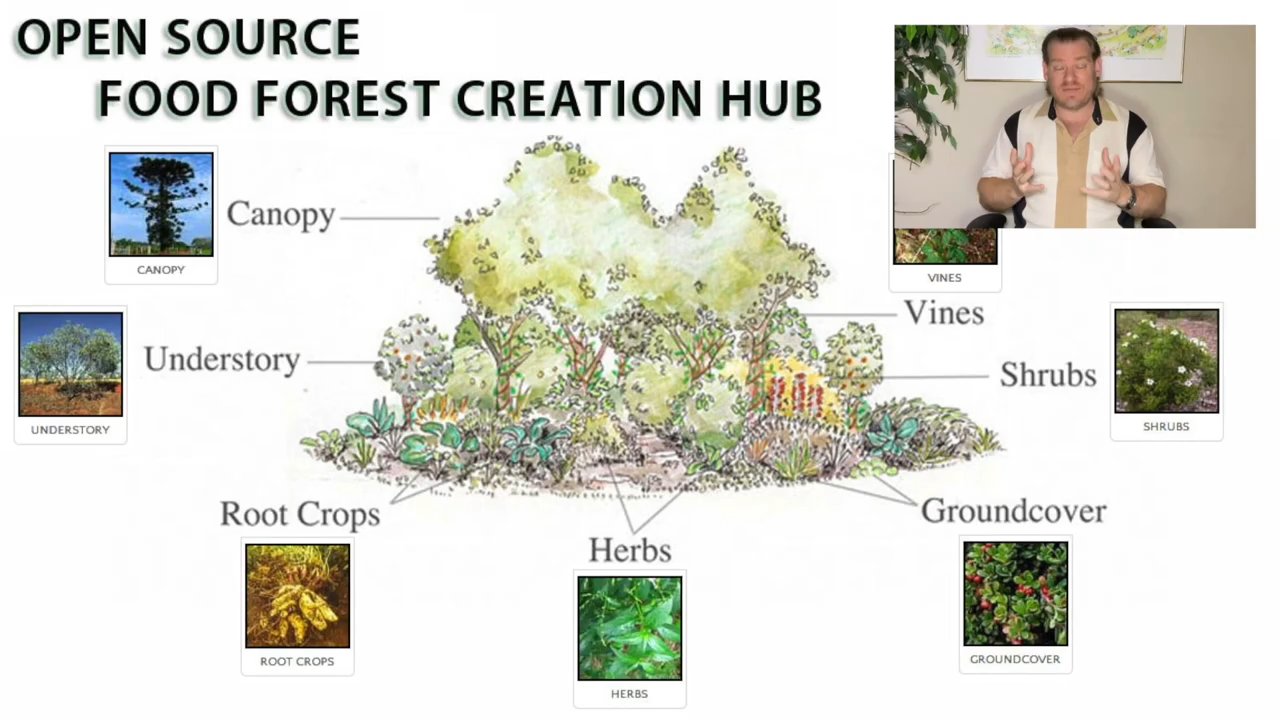 OPEN SOURCE
FOOD FOREST CREATION HUB
CANOPY
Canopy
VINES
Vines
UNDERSTORY
Understory
Shrubs
SHRUBS
Root Crops
Groundcover
Herbs
ROOT CROPS
HERBS
GROUNDCOVER